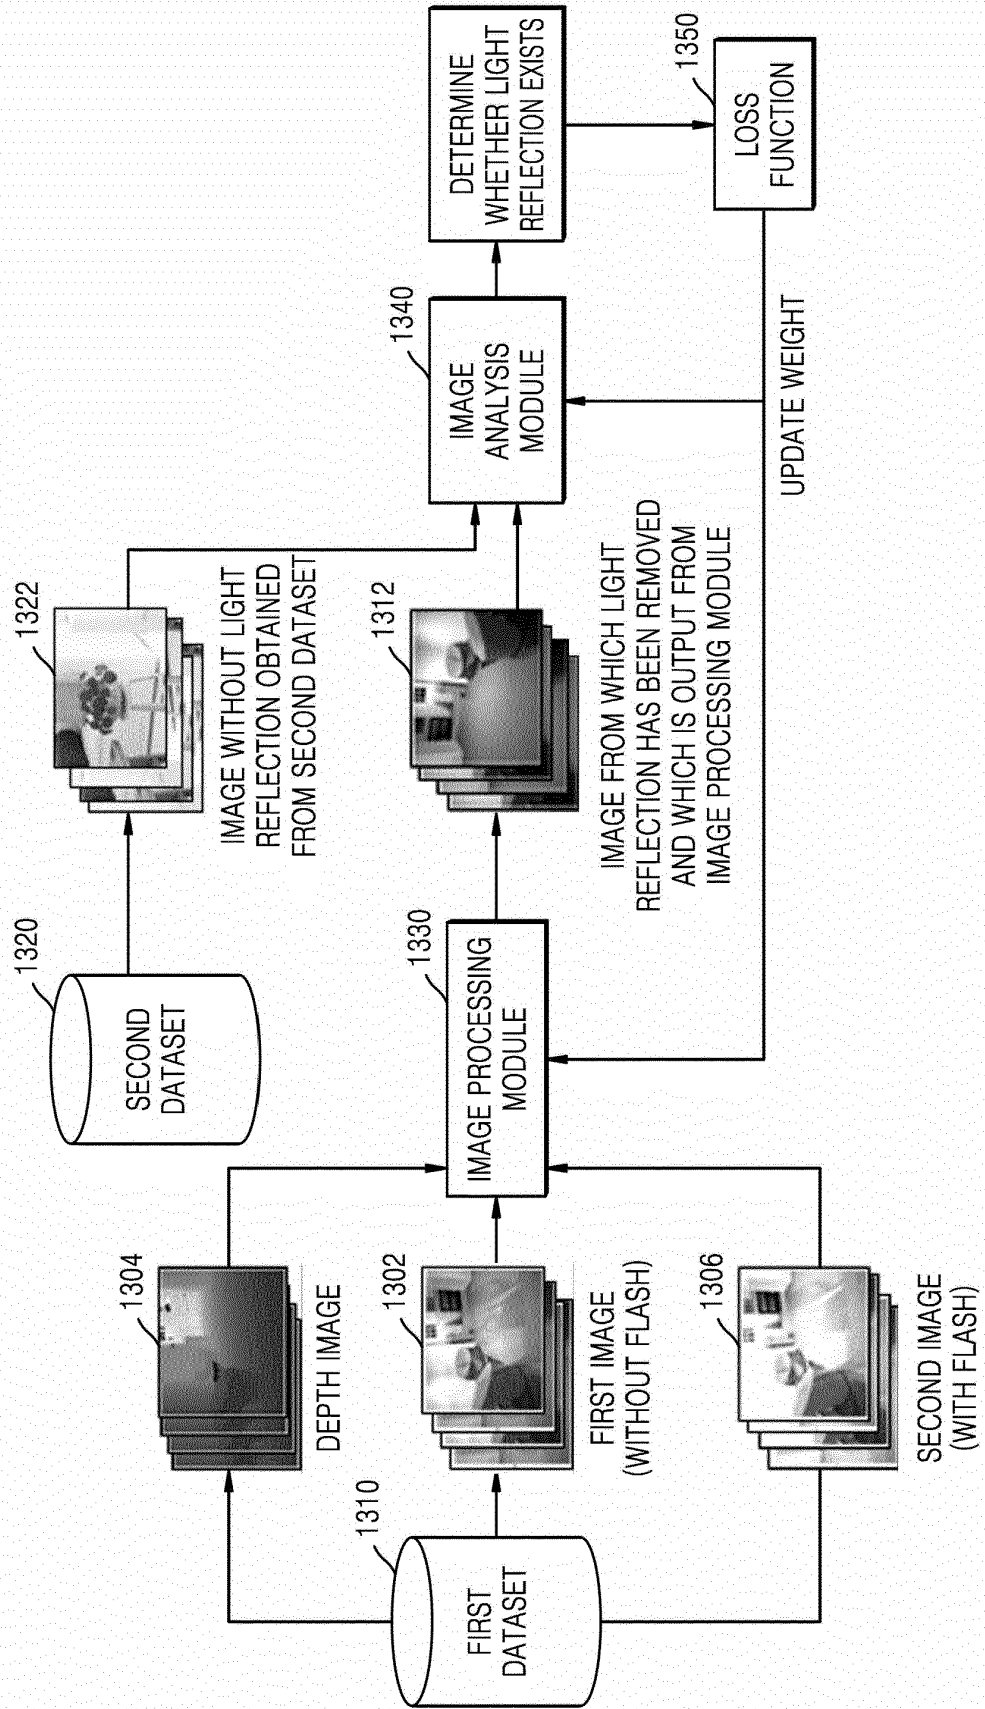 1310
FIRST
DATASET
1304
DEPTH IMAGE
1302
FIRST IMAGE
(WITHOUT FLASH)
1306
SECOND IMAGE
(WITH FLASH)
1320
SECOND
DATASET
1330
IMAGE PROCESSING
MODULE
1322
IMAGE WITHOUT LIGHT
REFLECTION OBTAINED
FROM SECOND DATASET
1312
IMAGE FROM WHICH LIGHT
REFLECTION HAS BEEN REMOVED
AND WHICH IS OUTPUT FROM
IMAGE PROCESSING MODULE
1340
IMAGE
ANALYSIS
MODULE
DETERMINE
WHETHER LIGHT
REFLECTION EXISTS
1350
LOSS
FUNCTION
UPDATE WEIGHT